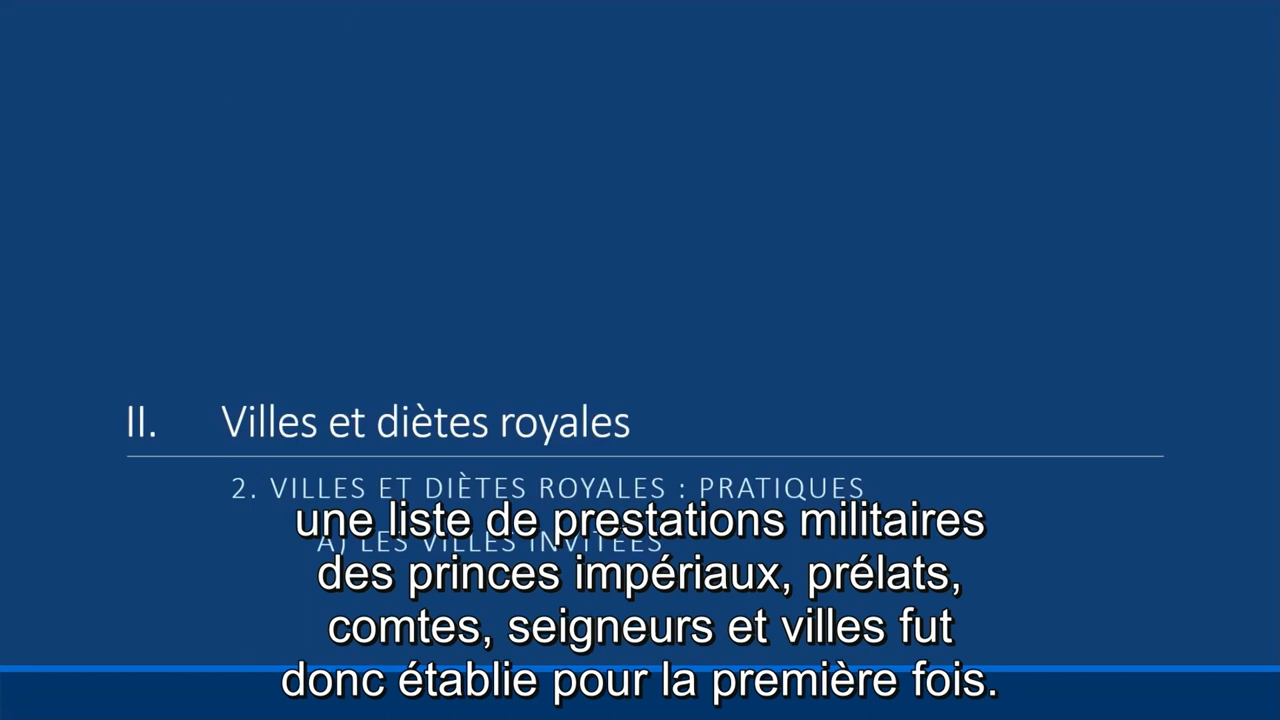 II. Villes et diètes royales
2. VILLES ET DIÈTES ROYALES : PRATIQUES
A) LES VILLES INVITÉES
une liste de prestations militaires
des princes impériaux, prélats,
comtes, seigneurs et villes fut
donc établie pour la première fois.